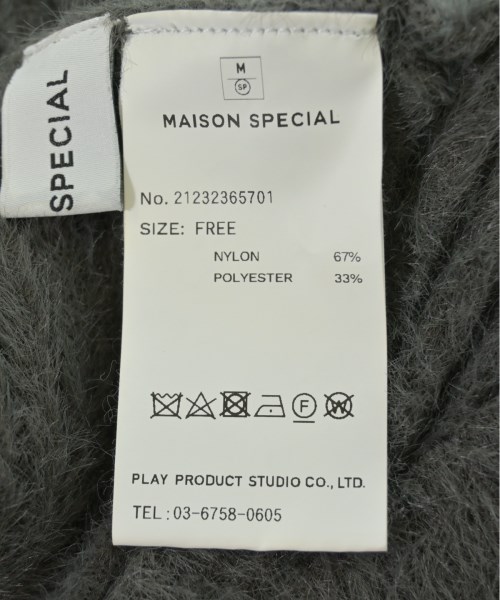 SPECIAL
M
SP
MAISON SPECIAL
No. 21232365701
SIZE: FREE
NYLON 67%
POLYESTER 33%
F
W
PLAY PRODUCT STUDIO CO., LTD.
TEL : 03-6758-0605